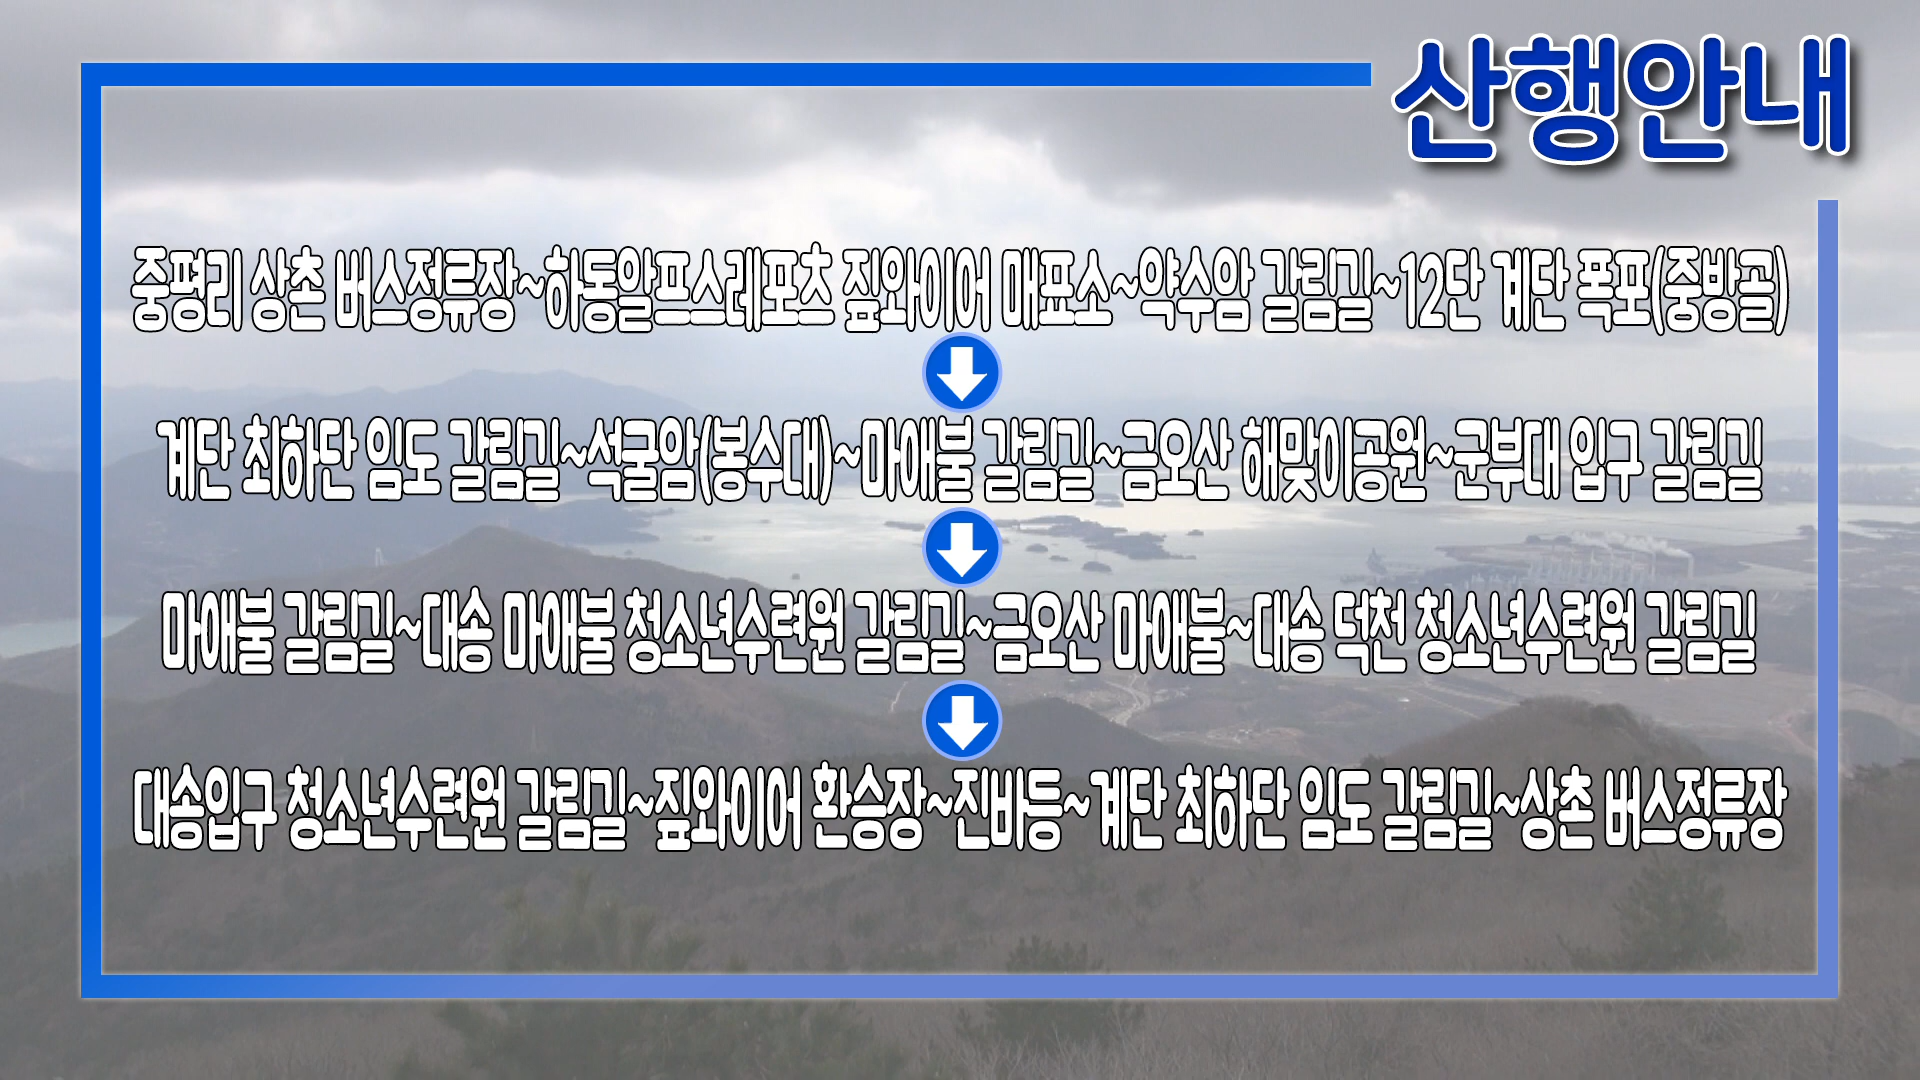 산행안내
중평리 상촌 버스정류장~하동알프스레포츠 짚와이어 매표소~약수암 갈림길~12단 계단 폭포(중방골)
계단 최하단 임도 갈림길~석굴암(봉수대)~마애불 갈림길~금오산 해맞이공원~군부대 입구 갈림길
마애불 갈림길~대송 마애불 청소년수련원 갈림길~금오산 마애불~대송 덕천 청소년수련원 갈림길
대송입구 청소년수련원 갈림길~짚와이어 환승장~진바등~계단 최하단 임도 갈림길~상촌 버스정류장